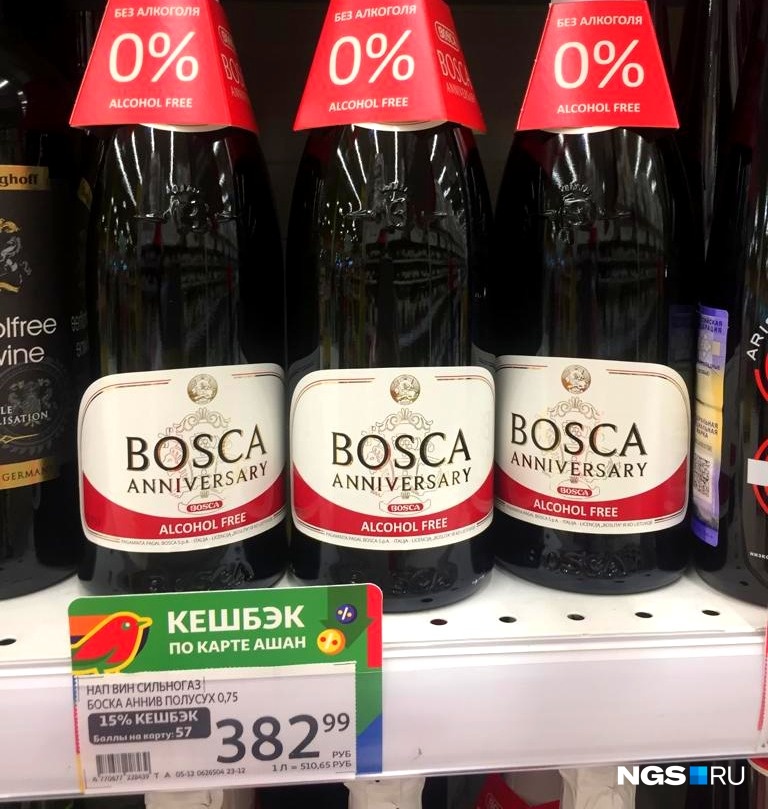 БЕЗ АЛКОГОЛЯ
0%
ALCOHOL FREE
БЕЗ АЛКОГОЛЯ
0%
ALCOHOL FREE
БЕЗ АЛКОГОЛЯ
0%
ALCOHOL FREE
BOSCA
ANNIVERSARY
BOSCA
ALCOHOL FREE
BOSCA
ANNIVERSARY
BOSCA
ALCOHOL FREE
BOSCA
ANNIVERSARY
BOSCA
ALCOHOL FREE
GERMAN
КЕШБЭК
ПО КАРТЕ АШАН
НАП ВИН СИЛЬНОГАЗ
БОСКА АННИВ ПОЛУСУХ 0,75
15% КЕШБЭК
Баллы на карту: 57
382 99
РУБ
1 Л = 510,65 РУБ
NGS RU